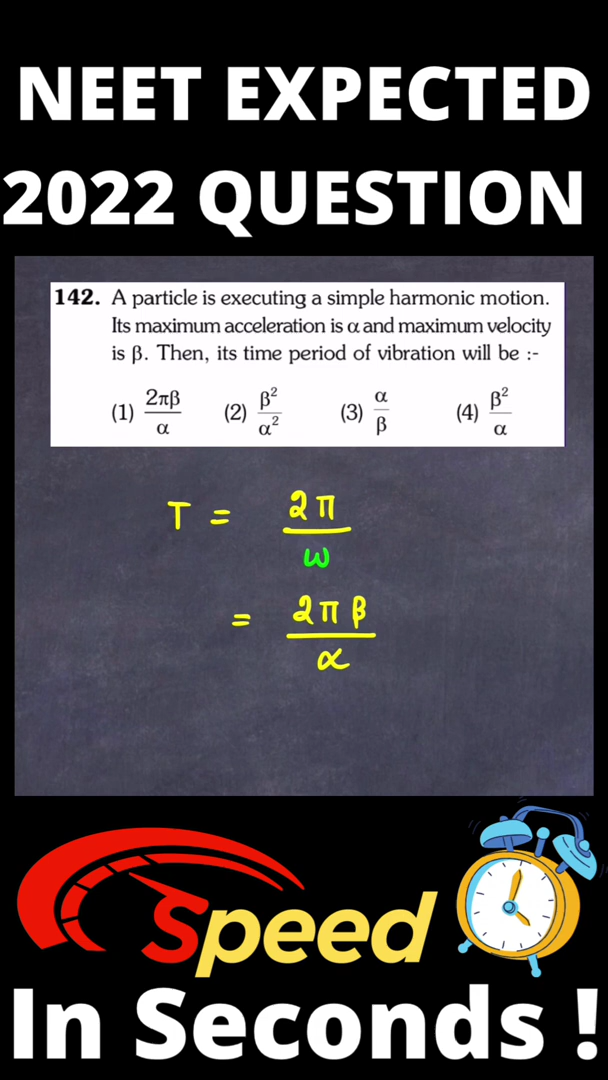 NEET EXPECTED
2022 QUESTION
142. A particle is executing a simple harmonic motion.
Its maximum acceleration is α and maximum velocity
is β. Then, its time period of vibration will be :-
(1) 2πβ/α (2) β²/α² (3) α/β (4) β²/α
T = 2π/ω
= 2πβ/α
Speed
In Seconds !